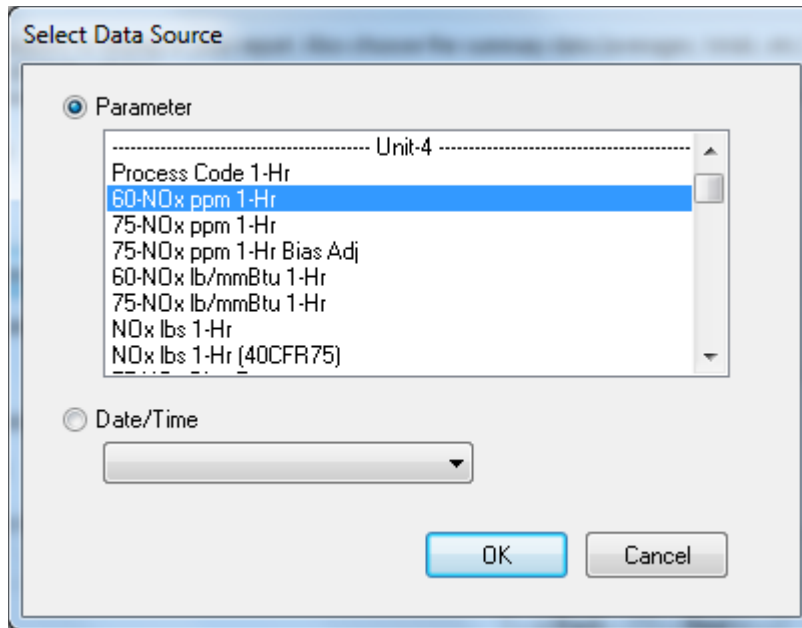 Select Data Source
Parameter
------------------------------------------- Unit-4 ------------------------------------------
Process Code 1-Hr
60-NOx ppm 1-Hr
75-NOx ppm 1-Hr
75-NOx ppm 1-Hr Bias Adj
60-NOx lb/mmBtu 1-Hr
75-NOx lb/mmBtu 1-Hr
NOx lbs 1-Hr
NOx lbs 1-Hr (40CFR75)
Date/Time
OK Cancel